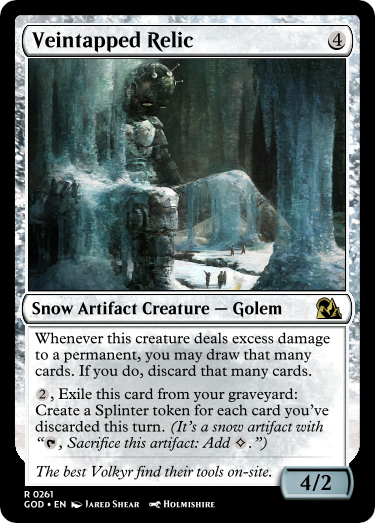 Veintapped Relic 4
Snow Artifact Creature — Golem
Whenever this creature deals excess damage
to a permanent, you may draw that many
cards. If you do, discard that many cards.
2, Exile this card from your graveyard:
Create a Splinter token for each card you've
discarded this turn. (It's a snow artifact with
“, Sacrifice this artifact: Add .”)
The best Volkyr find their tools on-site.
4/2
R 0261
GOD • EN Jared Shear Holmishire